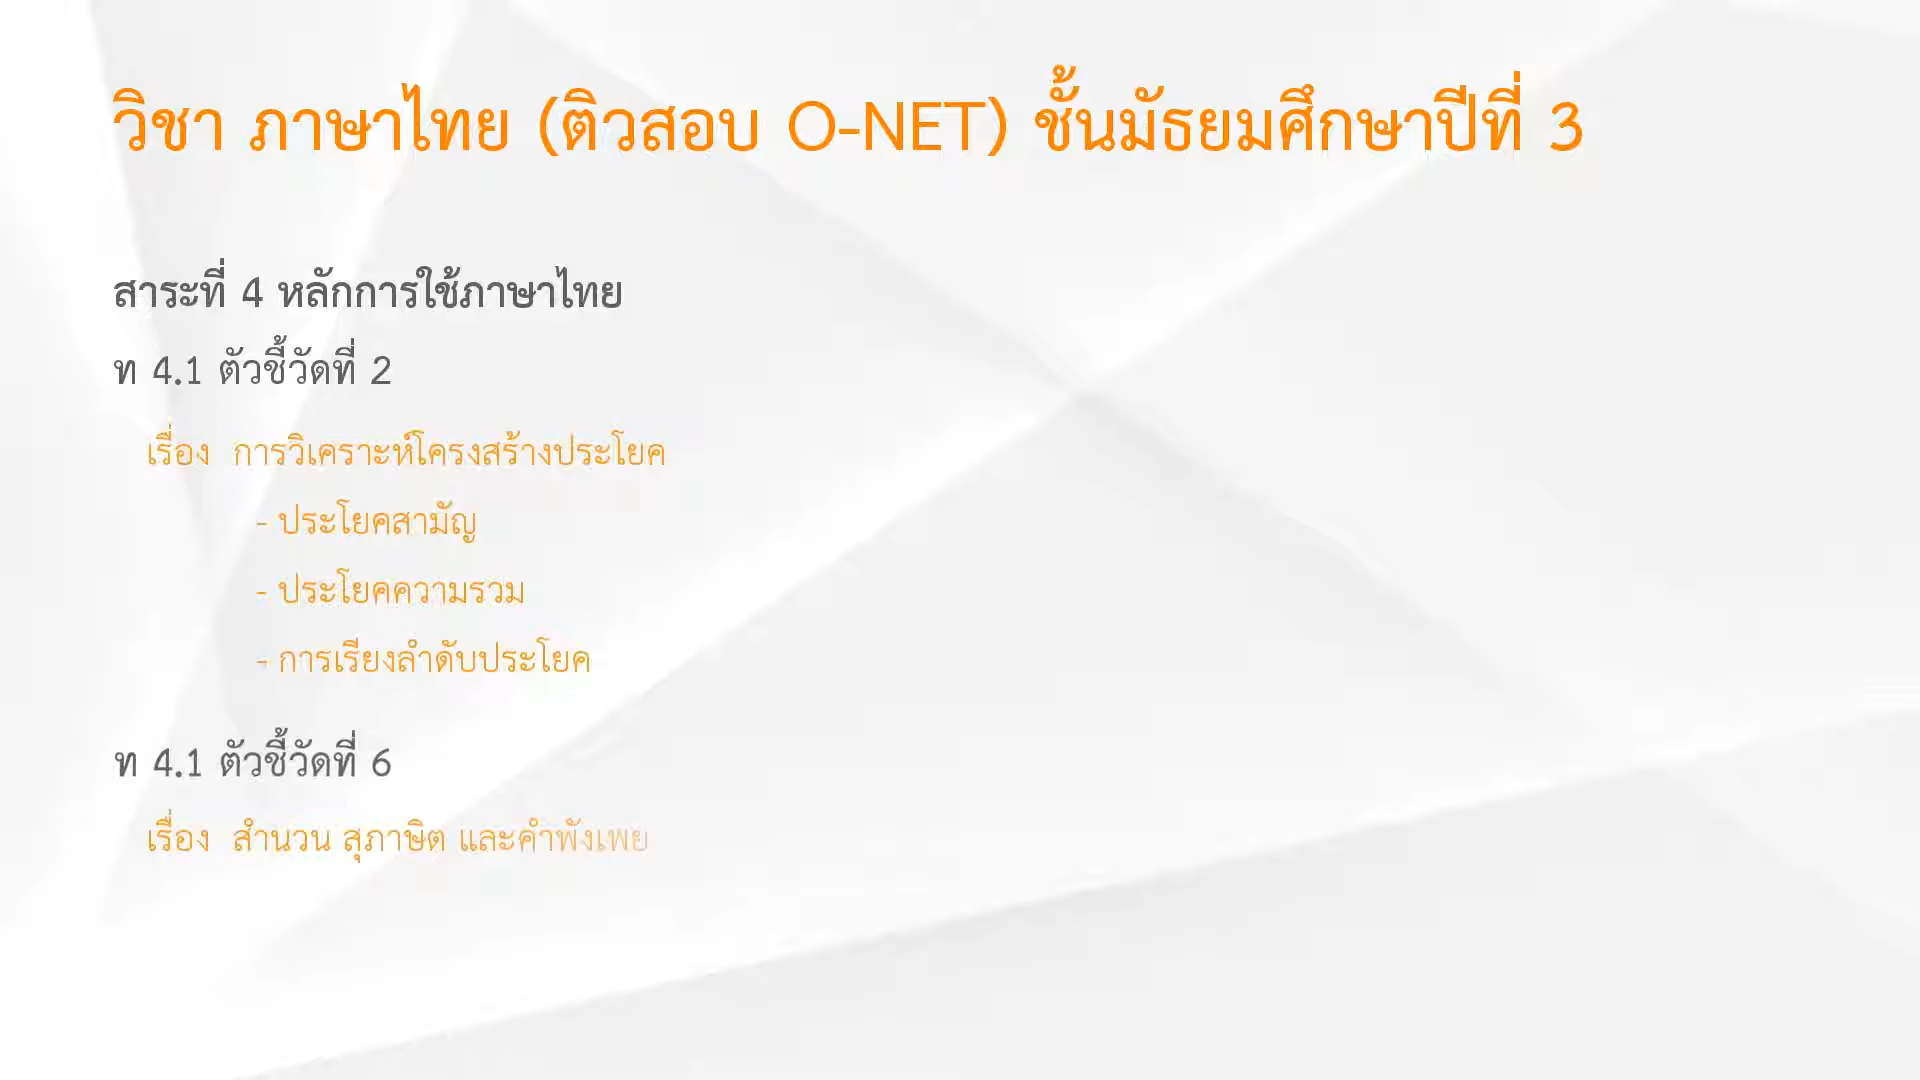 วิชา ภาษาไทย (ติวสอบ O-NET) ชั้นมัธยมศึกษาปีที่ 3
สาระที่ 4 หลักการใช้ภาษาไทย
ท 4.1 ตัวชี้วัดที่ 2
เรื่อง การวิเคราะห์โครงสร้างประโยค
- ประโยคสามัญ
- ประโยคความรวม
- การเรียงลำดับประโยค
ท 4.1 ตัวชี้วัดที่ 6
เรื่อง สำนวน สุภาษิต และคำพังเพย